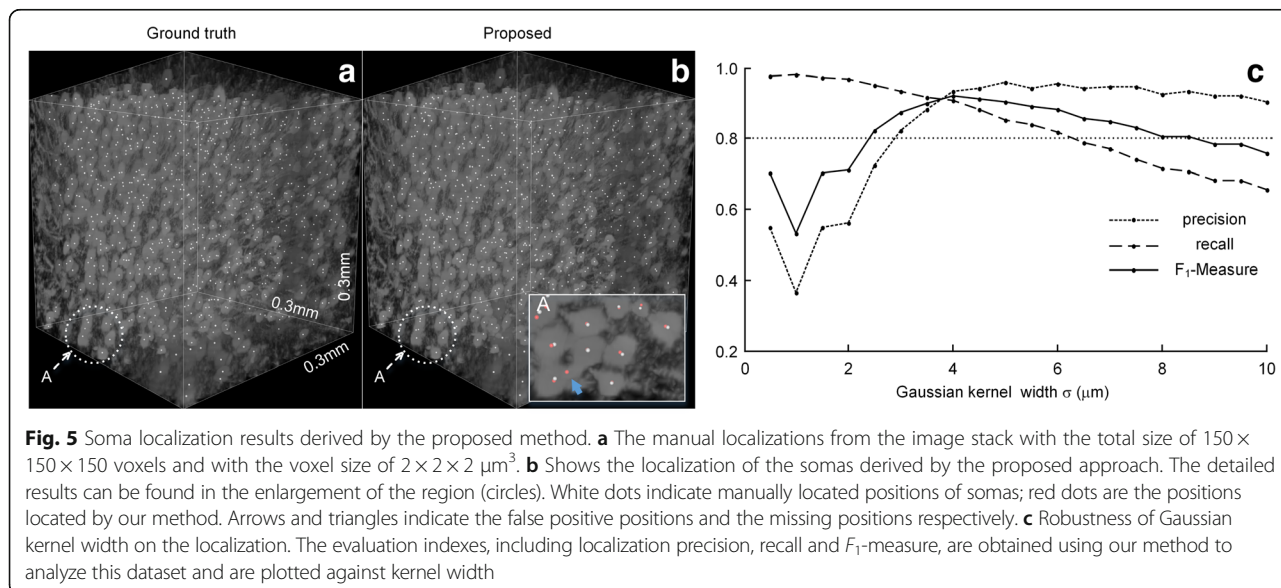 Ground truth
Proposed
a
b
c
0.3mm
0.3mm
0.3mm
A
A
A
1.0
0.8
0.6
0.4
0.2
0
2
4
6
8
10
precision
recall
F₁-Measure
Gaussian kernel width σ (μm)
Fig. 5 Soma localization results derived by the proposed method. a The manual localizations from the image stack with the total size of 150 ×
150 × 150 voxels and with the voxel size of 2 × 2 × 2 μm³. b Shows the localization of the somas derived by the proposed approach. The detailed
results can be found in the enlargement of the region (circles). White dots indicate manually located positions of somas; red dots are the positions
located by our method. Arrows and triangles indicate the false positive positions and the missing positions respectively. c Robustness of Gaussian
kernel width on the localization. The evaluation indexes, including localization precision, recall and F₁-measure, are obtained using our method to
analyze this dataset and are plotted against kernel width